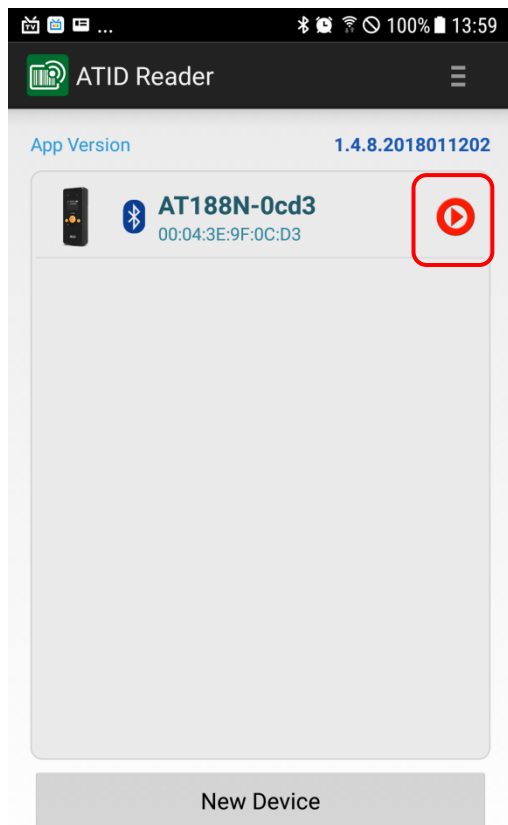 ... 100% 13:59
ATID Reader
App Version 1.4.8.2018011202
AT188N-0cd3
00:04:3E:9F:0C:D3
New Device